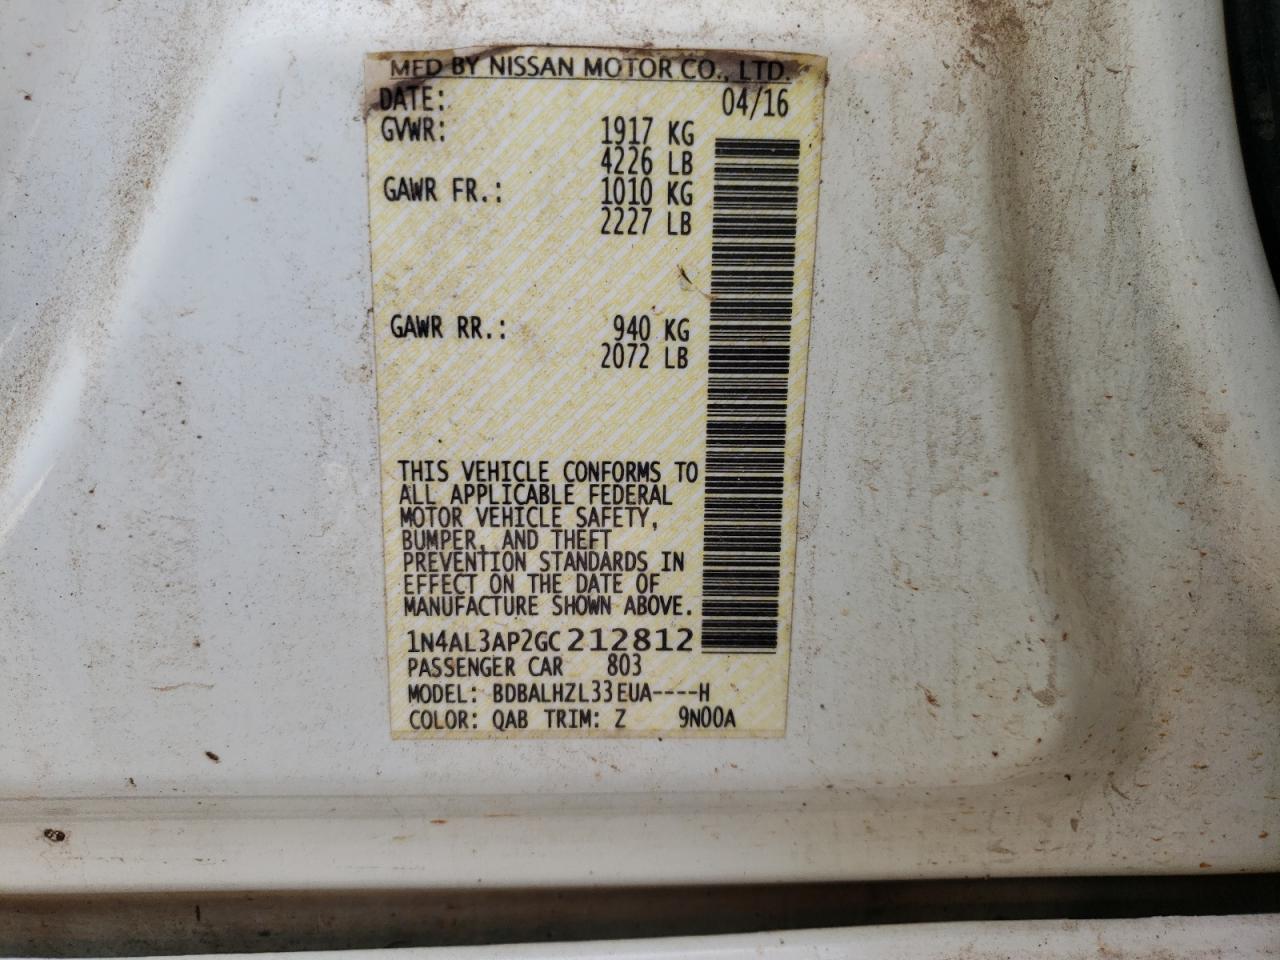 MFD BY NISSAN MOTOR CO., LTD.
DATE: 04/16
GVWR: 1917 KG
4226 LB
GAWR FR.: 1010 KG
2227 LB
GAWR RR.: 940 KG
2072 LB
THIS VEHICLE CONFORMS TO
ALL APPLICABLE FEDERAL
MOTOR VEHICLE SAFETY,
BUMPER, AND THEFT
PREVENTION STANDARDS IN
EFFECT ON THE DATE OF
MANUFACTURE SHOWN ABOVE.
1N4AL3AP2GC212812
PASSENGER CAR 803
MODEL: BDBALHZL33EUA----H
COLOR: QAB TRIM: Z 9N00A